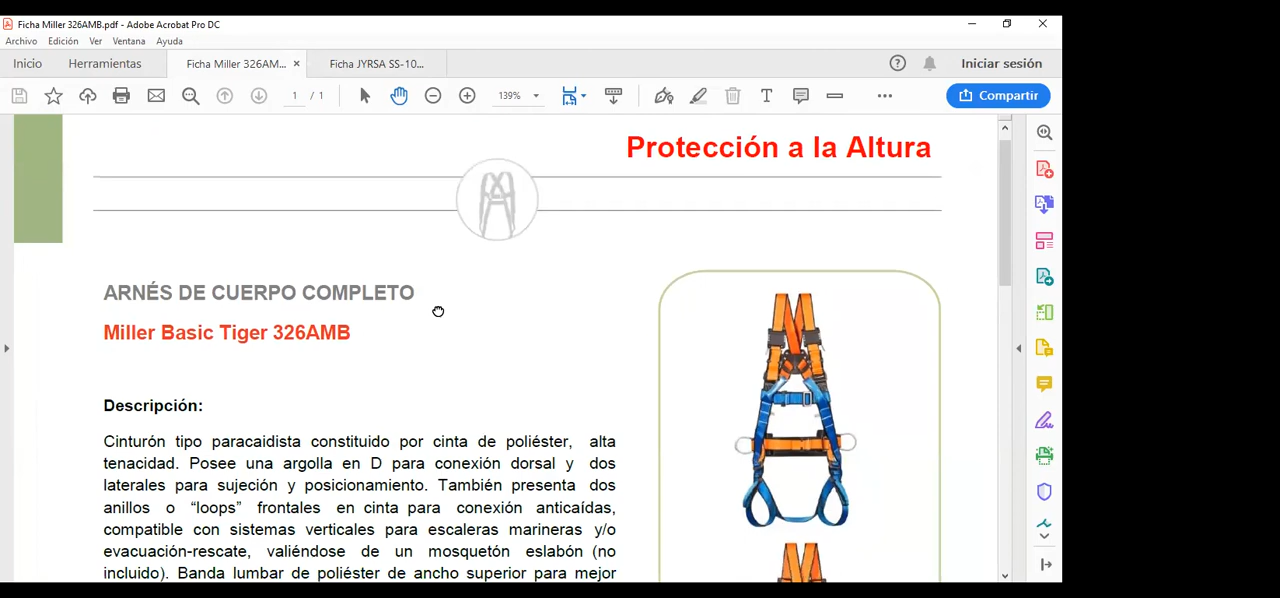 Ficha Miller 326AMB.pdf - Adobe Acrobat Pro DC
Archivo Edición Ver Ventana Ayuda
Inicio Herramientas Ficha Miller 326AM... × Ficha JYRSA SS-10... Iniciar sesión
1 / 1 139% Compartir
Protección a la Altura
ARNÉS DE CUERPO COMPLETO
Miller Basic Tiger 326AMB
Descripción:
Cinturón tipo paracaidista constituido por cinta de poliéster, alta
tenacidad. Posee una argolla en D para conexión dorsal y dos
laterales para sujeción y posicionamiento. También presenta dos
anillos o “loops” frontales en cinta para conexión anticaídas,
compatible con sistemas verticales para escaleras marineras y/o
evacuación-rescate, valiéndose de un mosquetón eslabón (no
incluido). Banda lumbar de poliéster de ancho superior para mejor